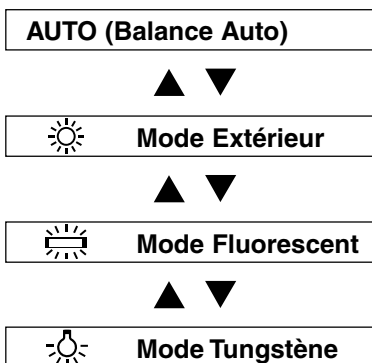 AUTO (Balance Auto)
Mode Extérieur
Mode Fluorescent
Mode Tungstène